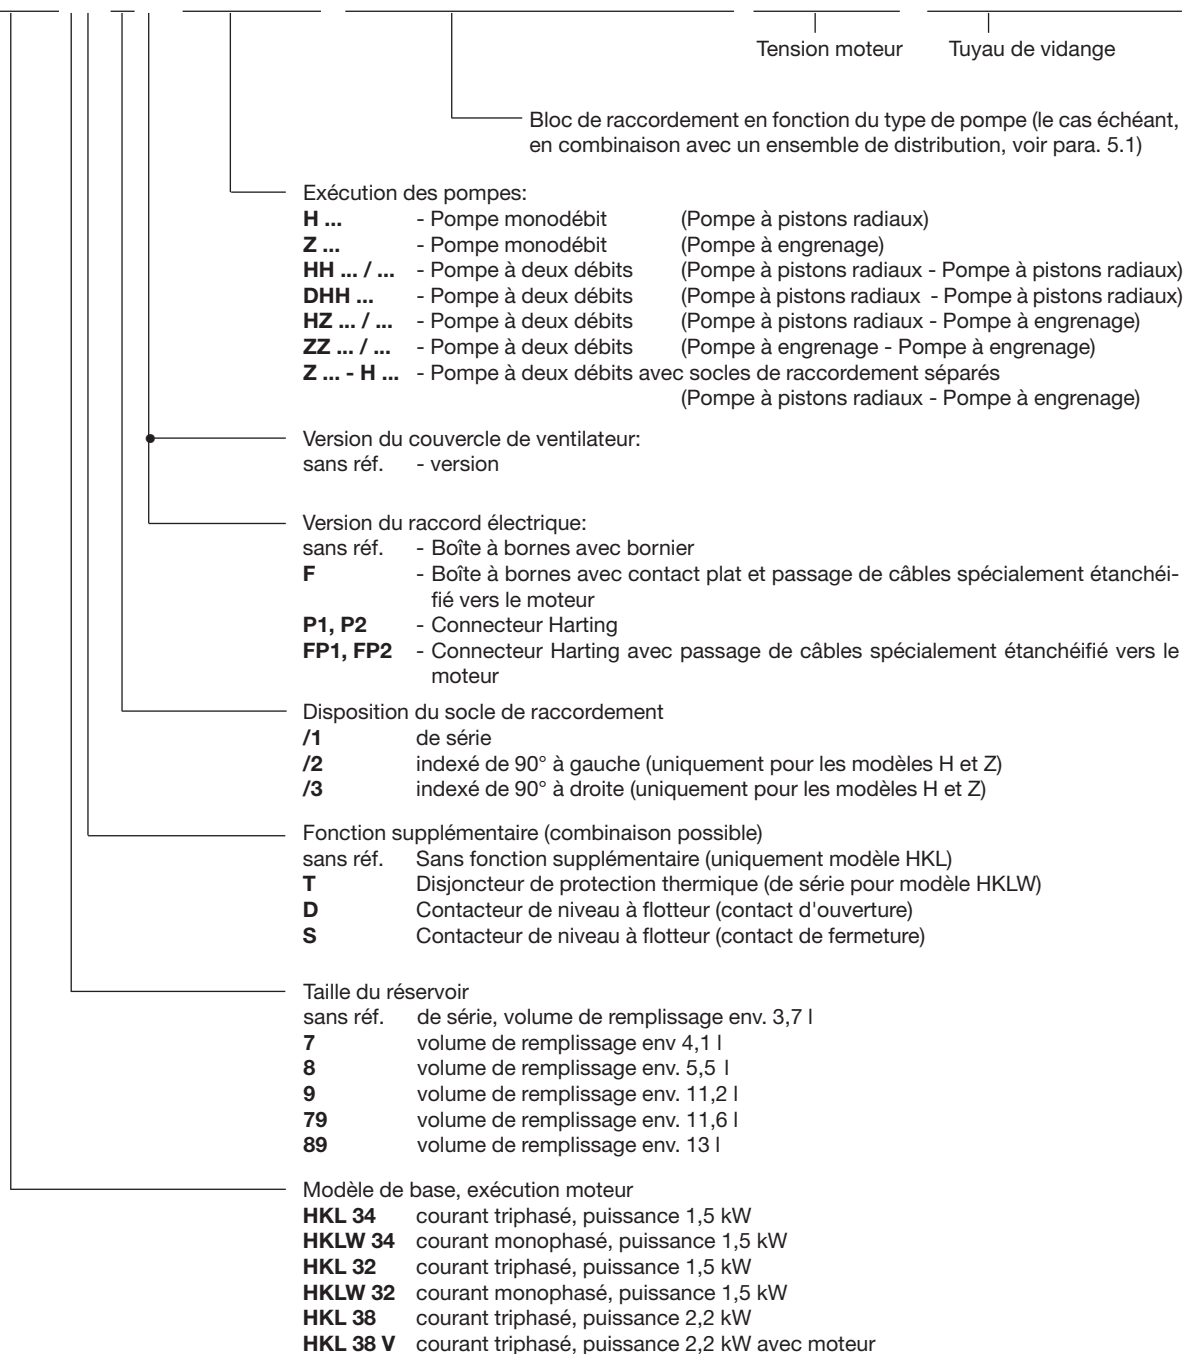 Tension moteur Tuyau de vidange
Bloc de raccordement en fonction du type de pompe (le cas échéant,
en combinaison avec un ensemble de distribution, voir para. 5.1)
Exécution des pompes:
H ... - Pompe monodébit (Pompe à pistons radiaux)
Z ... - Pompe monodébit (Pompe à engrenage)
HH ... / ... - Pompe à deux débits (Pompe à pistons radiaux - Pompe à pistons radiaux)
DHH ... - Pompe à deux débits (Pompe à pistons radiaux - Pompe à pistons radiaux)
HZ ... / ... - Pompe à deux débits (Pompe à pistons radiaux - Pompe à engrenage)
ZZ ... / ... - Pompe à deux débits (Pompe à engrenage - Pompe à engrenage)
Z ... - H ... - Pompe à deux débits avec socles de raccordement séparés
(Pompe à pistons radiaux - Pompe à engrenage)
Version du couvercle de ventilateur:
sans réf. - version
Version du raccord électrique:
sans réf. - Boîte à bornes avec bornier
F - Boîte à bornes avec contact plat et passage de câbles spécialement étanchéi-
fié vers le moteur
P1, P2 - Connecteur Harting
FP1, FP2 - Connecteur Harting avec passage de câbles spécialement étanchéifié vers le
moteur
Disposition du socle de raccordement
/1 de série
/2 indexé de 90° à gauche (uniquement pour les modèles H et Z)
/3 indexé de 90° à droite (uniquement pour les modèles H et Z)
Fonction supplémentaire (combinaison possible)
sans réf. Sans fonction supplémentaire (uniquement modèle HKL)
T Disjoncteur de protection thermique (de série pour modèle HKLW)
D Contacteur de niveau à flotteur (contact d'ouverture)
S Contacteur de niveau à flotteur (contact de fermeture)
Taille du réservoir
sans réf. de série, volume de remplissage env. 3,7 l
7 volume de remplissage env 4,1 l
8 volume de remplissage env. 5,5 l
9 volume de remplissage env. 11,2 l
79 volume de remplissage env. 11,6 l
89 volume de remplissage env. 13 l
Modèle de base, exécution moteur
HKL 34 courant triphasé, puissance 1,5 kW
HKLW 34 courant monophasé, puissance 1,5 kW
HKL 32 courant triphasé, puissance 1,5 kW
HKLW 32 courant monophasé, puissance 1,5 kW
HKL 38 courant triphasé, puissance 2,2 kW
HKL 38 V courant triphasé, puissance 2,2 kW avec moteur